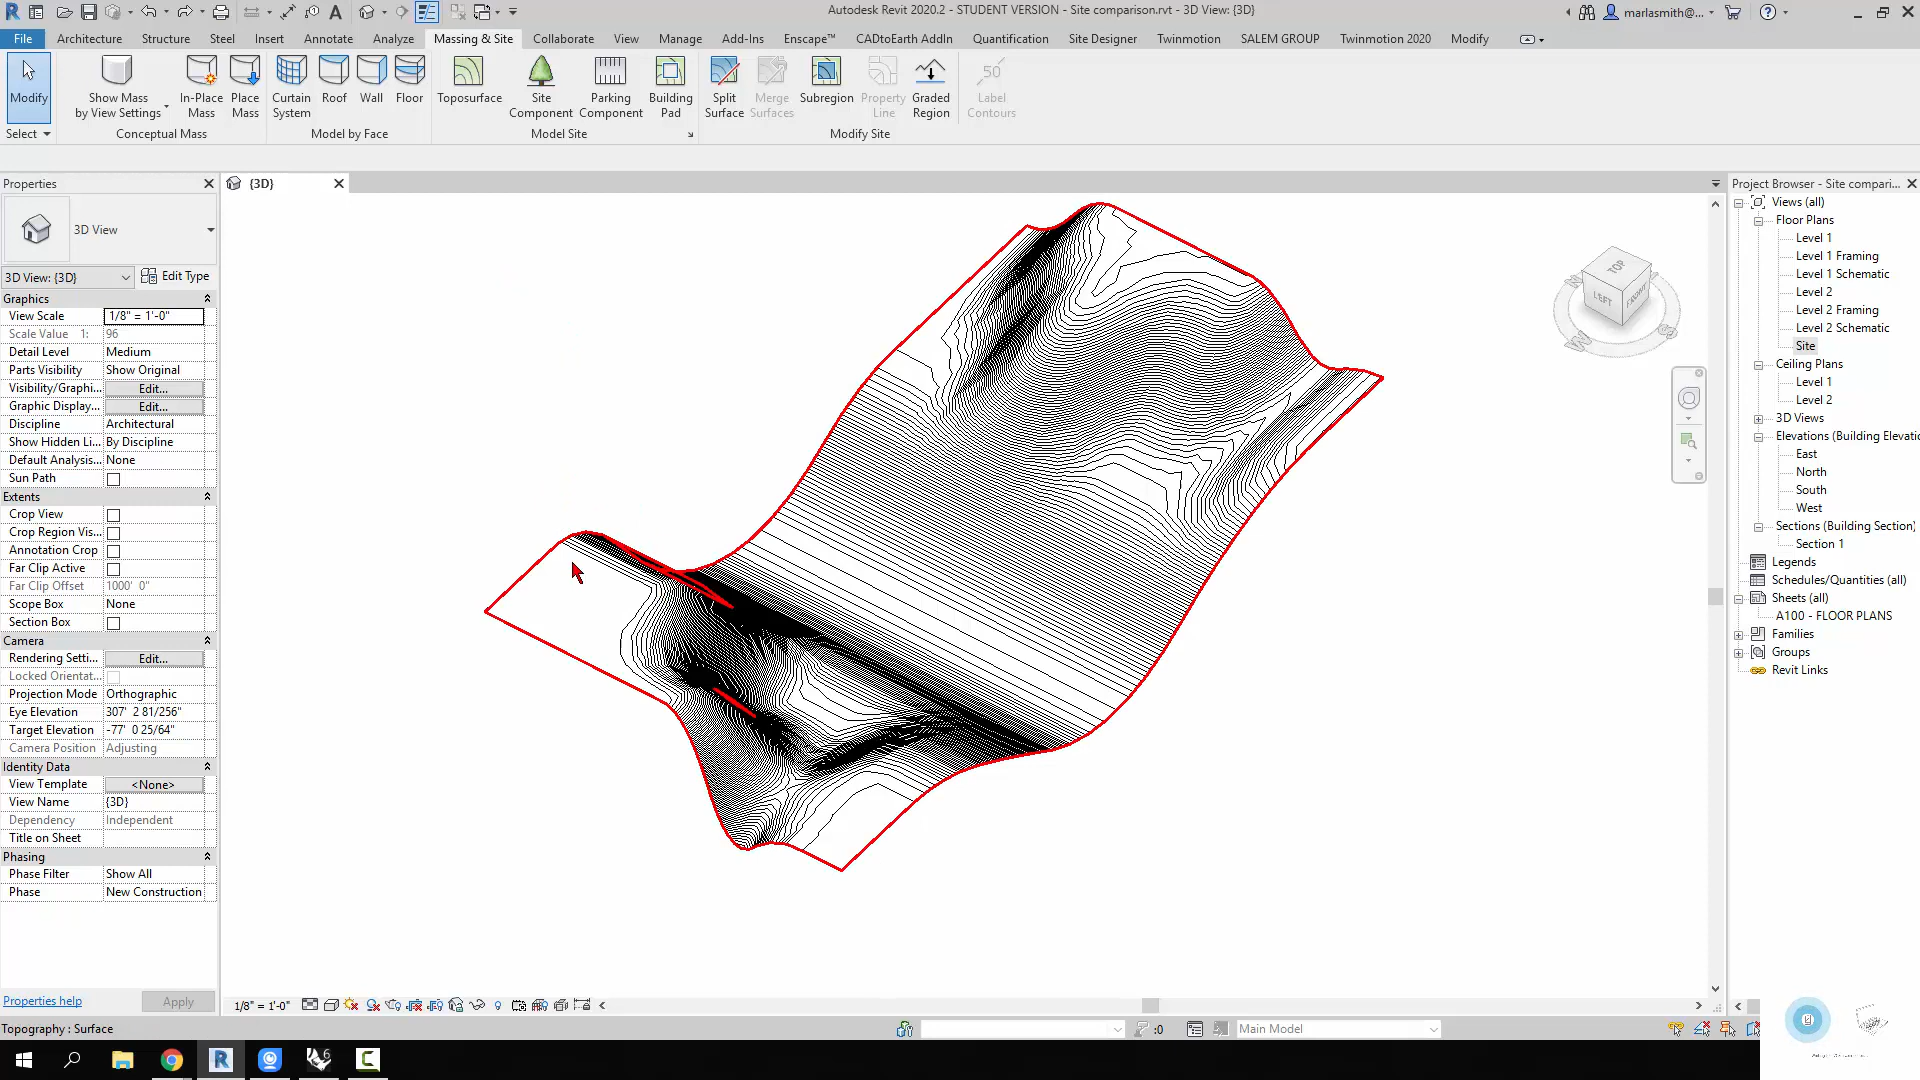 Autodesk Revit 2020.2 - STUDENT VERSION - Site comparison.rvt - 3D View: {3D}
marlasmith@...
File Architecture Structure Steel Insert Annotate Analyze Massing & Site Collaborate View Manage Add-Ins Enscape™ CADtoEarth AddIn Quantification Site Designer Twinmotion SALEM GROUP Twinmotion 2020 Modify
Modify
Show Mass by View Settings
In-Place Mass
Place Mass
Curtain System
Roof
Wall
Floor
Toposurface
Site Component
Parking Component
Building Pad
Split Surface
Merge Surfaces
Subregion
Property Line
Graded Region
50
Label Contours
Select
Conceptual Mass
Model by Face
Model Site
Modify Site
Properties
3D View
3D View: {3D}
Edit Type
Graphics
View Scale 1/8" = 1'-0"
Scale Value 1: 96
Detail Level Medium
Parts Visibility Show Original
Visibility/Graphi... Edit...
Graphic Display... Edit...
Discipline Architectural
Show Hidden Li... By Discipline
Default Analysis... None
Sun Path
Extents
Crop View
Crop Region Vis...
Annotation Crop
Far Clip Active
Far Clip Offset 1000' 0"
Scope Box None
Section Box
Camera
Rendering Setti... Edit...
Locked Orientat...
Projection Mode Orthographic
Eye Elevation 307' 2 81/256"
Target Elevation -77' 0 25/64"
Camera Position Adjusting
Identity Data
View Template <None>
View Name {3D}
Dependency Independent
Title on Sheet
Phasing
Phase Filter Show All
Phase New Construction
Properties help
Apply
{3D}
TOP
LEFT
FRONT
W
S
1/8" = 1'-0"
Project Browser - Site compari...
Views (all)
Floor Plans
Level 1
Level 1 Framing
Level 1 Schematic
Level 2
Level 2 Framing
Level 2 Schematic
Site
Ceiling Plans
Level 1
Level 2
3D Views
Elevations (Building Elevatio
East
North
South
West
Sections (Building Section)
Section 1
Legends
Schedules/Quantities (all)
Sheets (all)
A100 - FLOOR PLANS
Families
Groups
Revit Links
Topography : Surface
:0
Main Model